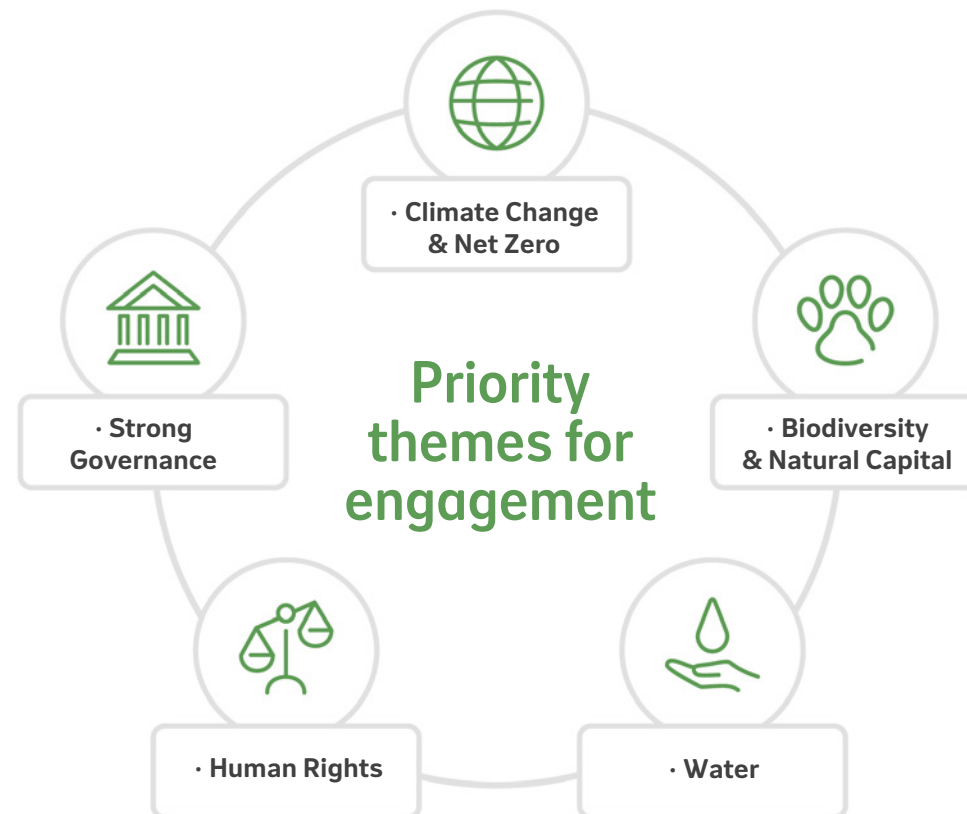 · Climate Change
& Net Zero
· Strong
Governance
Priority
themes for
engagement
· Biodiversity
& Natural Capital
· Human Rights
· Water